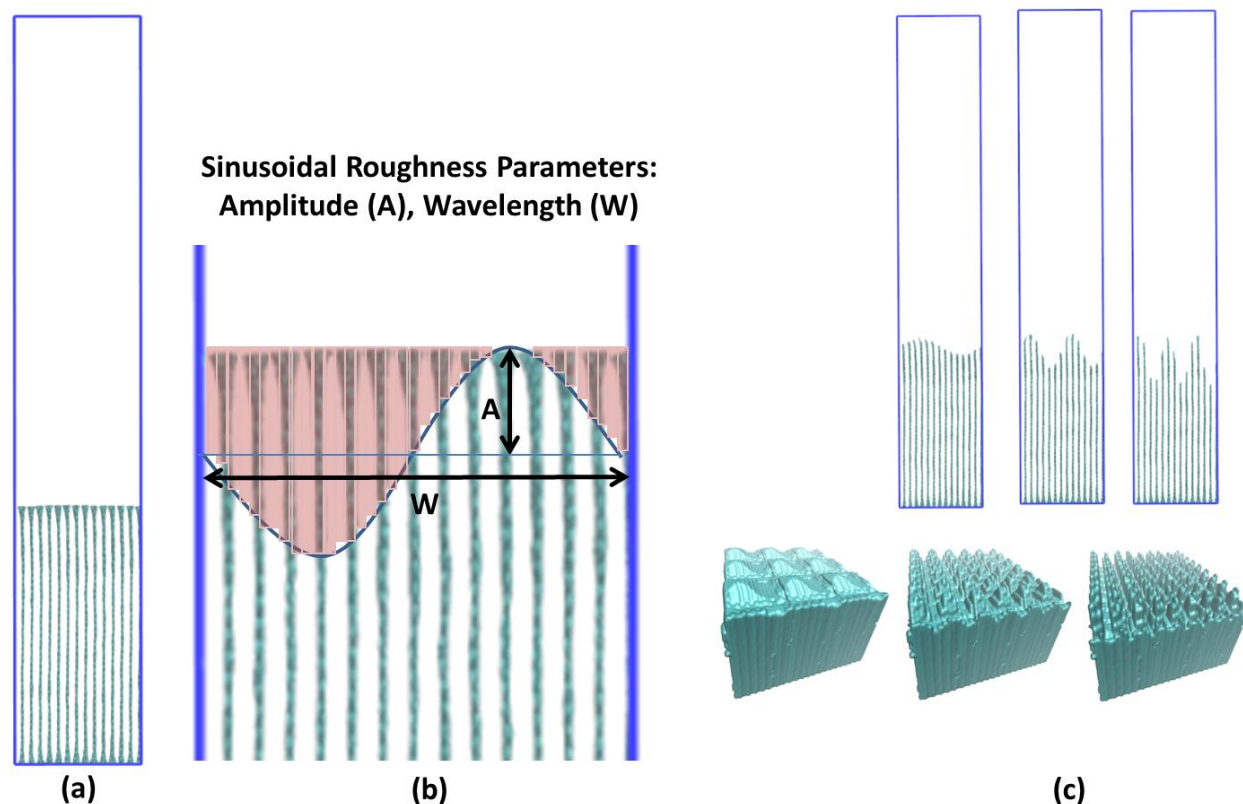 Sinusoidal Roughness Parameters:
Amplitude (A), Wavelength (W)
A
W
(a)
(b)
(c)